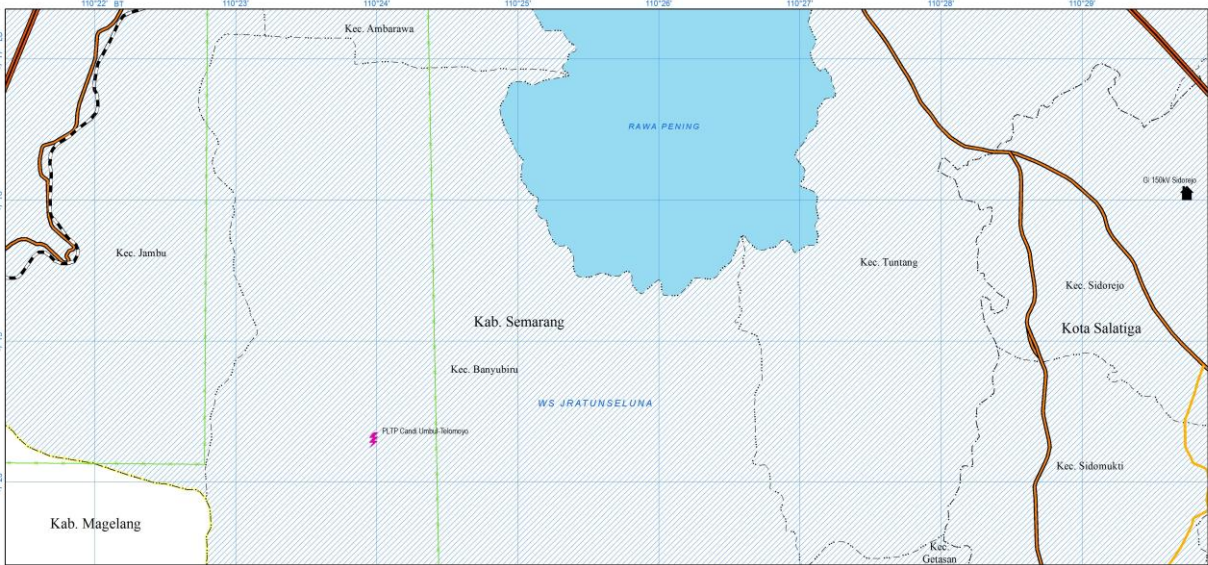 110°22' BT
110°23'
110°24'
110°25'
110°26'
110°27'
110°28'
110°29'
Kec. Ambarawa
RAWA PENING
GI 150kV Sidorejo
Kec. Jambu
Kec. Tuntang
Kec. Sidorejo
Kab. Semarang
Kota Salatiga
Kec. Banyubiru
WS JRATUNSELUNA
PLTP Candi Umbul-Telomoyo
Kec. Sidomukti
Kab. Magelang
Kec.
Getasan